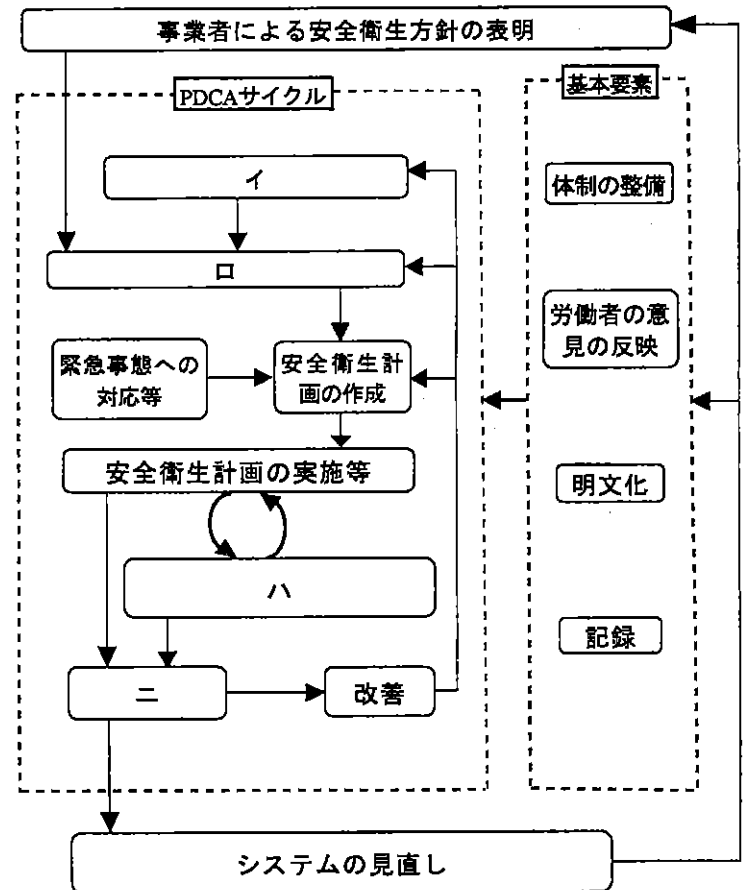 事業者による安全衛生方針の表明
PDCAサイクル
基本要素
イ
体制の整備
ロ
労働者の意
見の反映
緊急事態への
対応等
安全衛生計
画の作成
安全衛生計画の実施等
明文化
ハ
記録
ニ
改善
システムの見直し